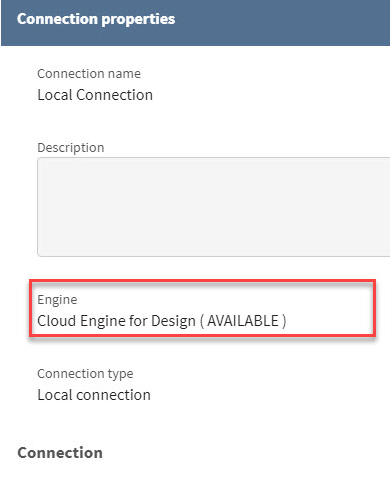 Connection properties
Connection name
Local Connection
Description
Engine
Cloud Engine for Design ( AVAILABLE )
Connection type
Local connection
Connection